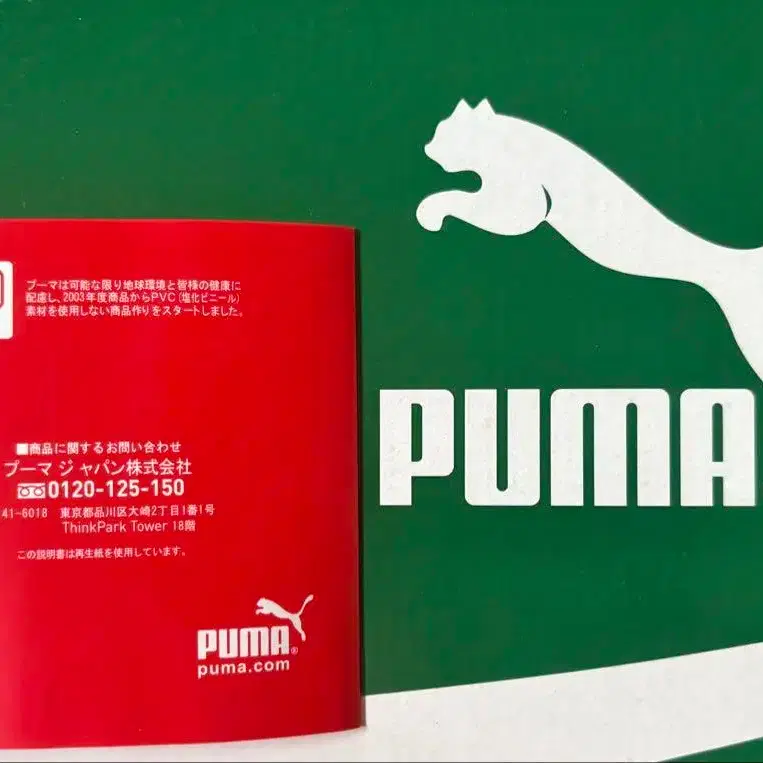 プーマは可能な限り地球環境と皆様の健康に
配慮し、2003年度商品からPVC(塩化ビニール)
素材を使用しない商品作りをスタートしました。
■商品に関するお問い合わせ
プーマ ジャパン株式会社
0120-125-150
41-6018 東京都品川区大崎2丁目1番1号
ThinkPark Tower 18階
この説明書は再生紙を使用しています。
PUMA®
puma.com
PUMA